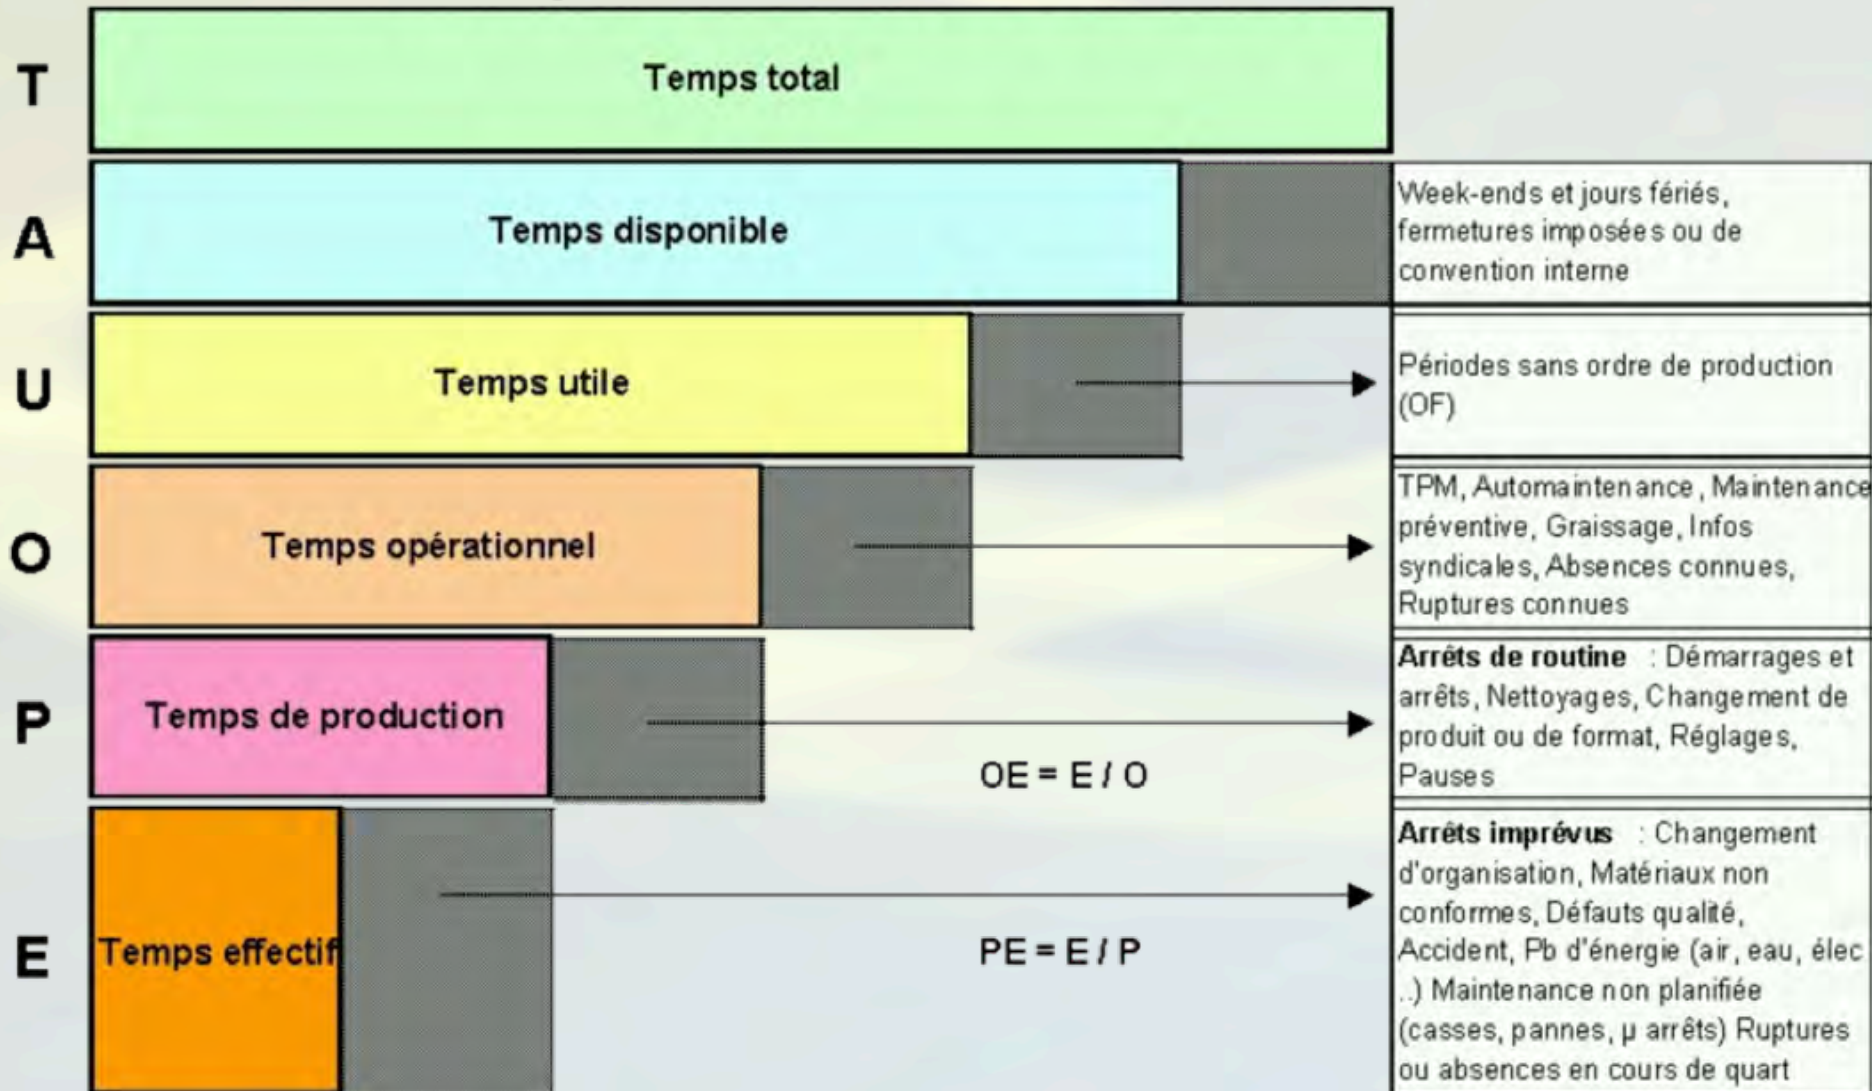 T
Temps total
A
Temps disponible
Week-ends et jours fériés,
fermetures imposées ou de
convention interne
U
Temps utile
Périodes sans ordre de production
(OF)
O
Temps opérationnel
TPM, Automaintenance, Maintenance
préventive, Graissage, Infos
syndicales, Absences connues,
Ruptures connues
P
Temps de production
OE = E / O
Arrêts de routine : Démarrages et
arrêts, Nettoyages, Changement de
produit ou de format, Réglages,
Pauses
E
Temps effectif
PE = E / P
Arrêts imprévus : Changement
d'organisation, Matériaux non
conformes, Défauts qualité,
Accident, Pb d'énergie (air, eau, élec
..) Maintenance non planifiée
(casses, pannes, µ arrêts) Ruptures
ou absences en cours de quart